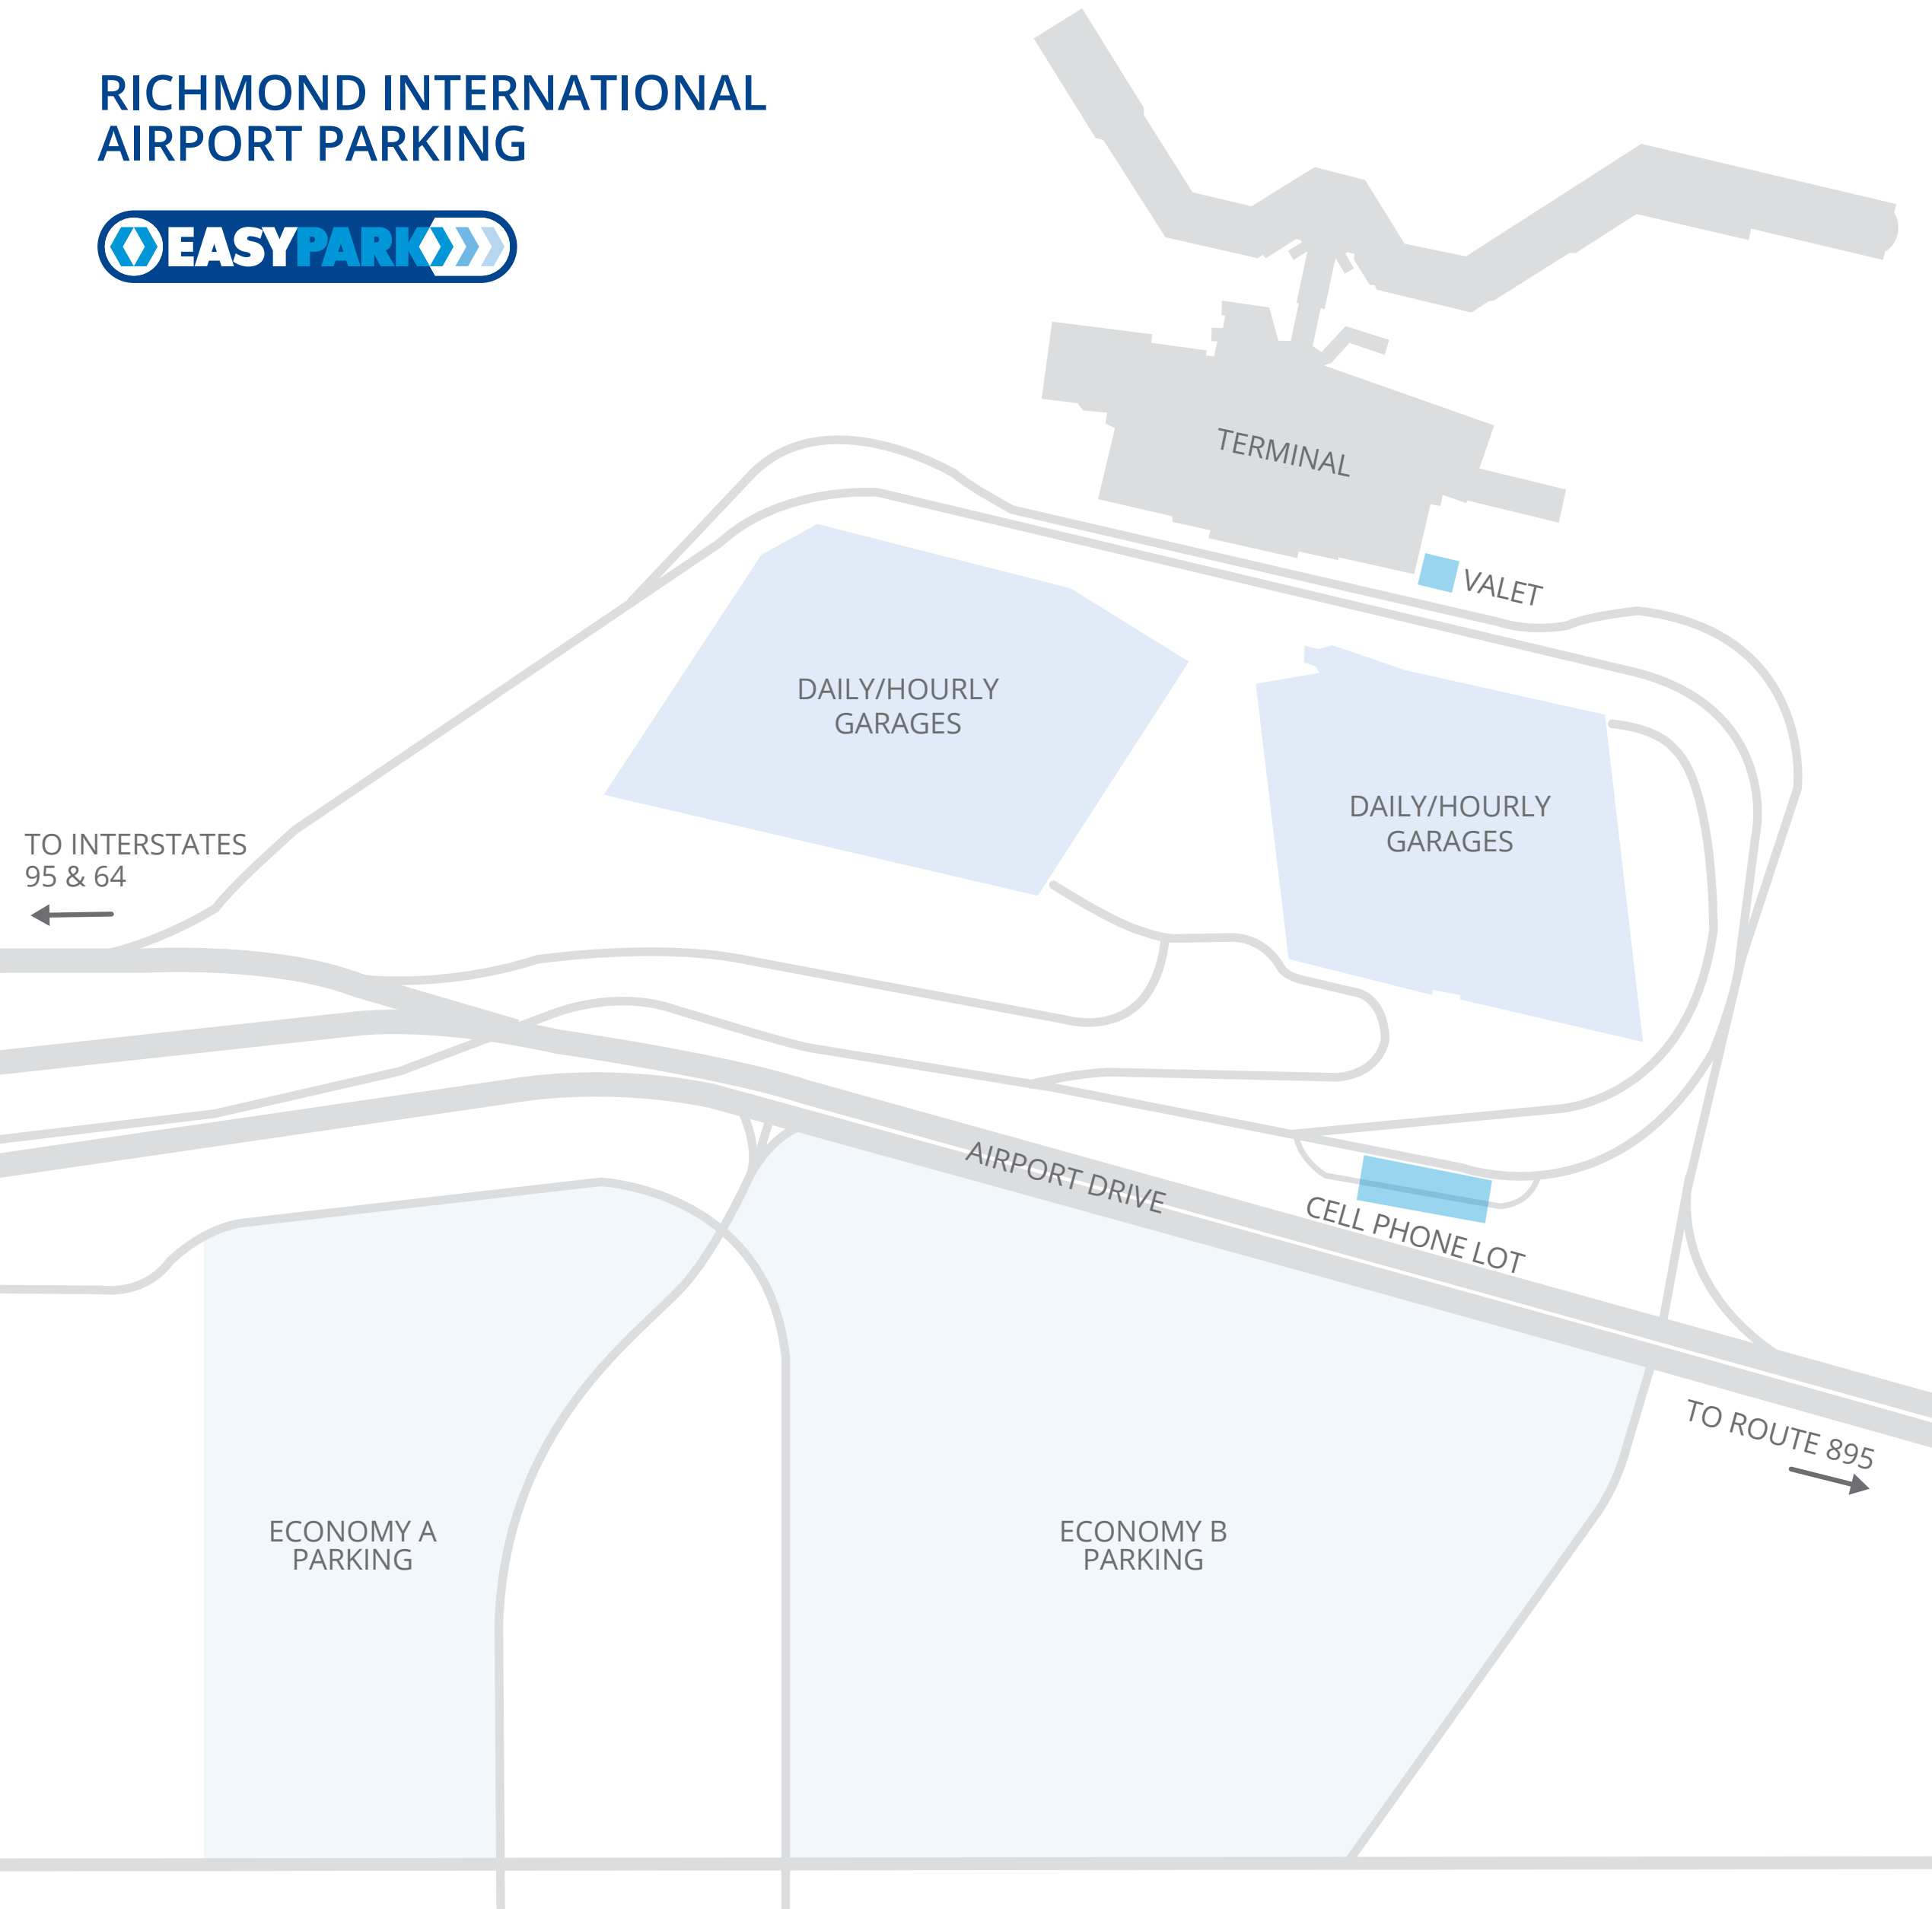 RICHMOND INTERNATIONAL
AIRPORT PARKING
EASYPARK
TERMINAL
VALET
DAILY/HOURLY
GARAGES
DAILY/HOURLY
GARAGES
TO INTERSTATES
95 & 64
AIRPORT DRIVE
CELL PHONE LOT
TO ROUTE 895
ECONOMY A
PARKING
ECONOMY B
PARKING